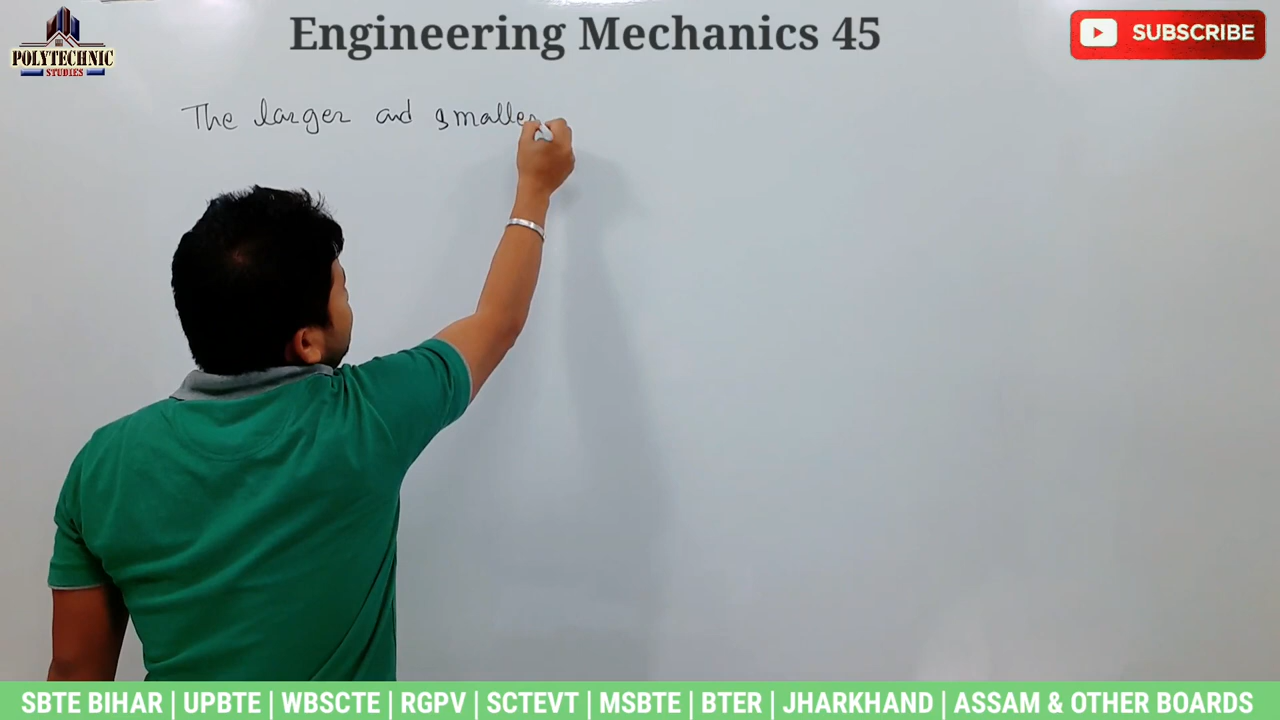 Engineering Mechanics 45
POLYTECHNIC
STUDIES
SUBSCRIBE
The larger and smaller
SBTE BIHAR | UPBTE | WBSCTE | RGPV | SCTEVT | MSBTE | BTER | JHARKHAND | ASSAM & OTHER BOARDS